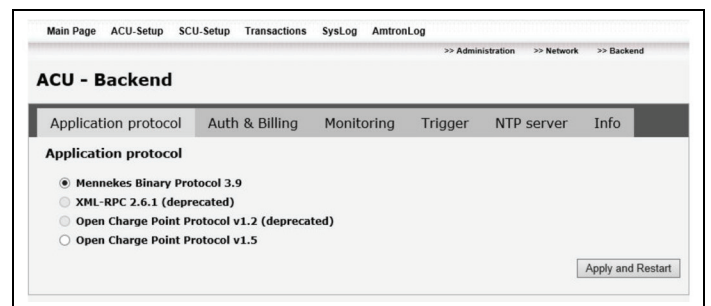 Main Page ACU-Setup SCU-Setup Transactions SysLog AmtronLog
>> Administration >> Network >> Backend
ACU - Backend
Application protocol Auth & Billing Monitoring Trigger NTP server Info
Application protocol
Mennekes Binary Protocol 3.9
XML-RPC 2.6.1 (deprecated)
Open Charge Point Protocol v1.2 (deprecated)
Open Charge Point Protocol v1.5
Apply and Restart